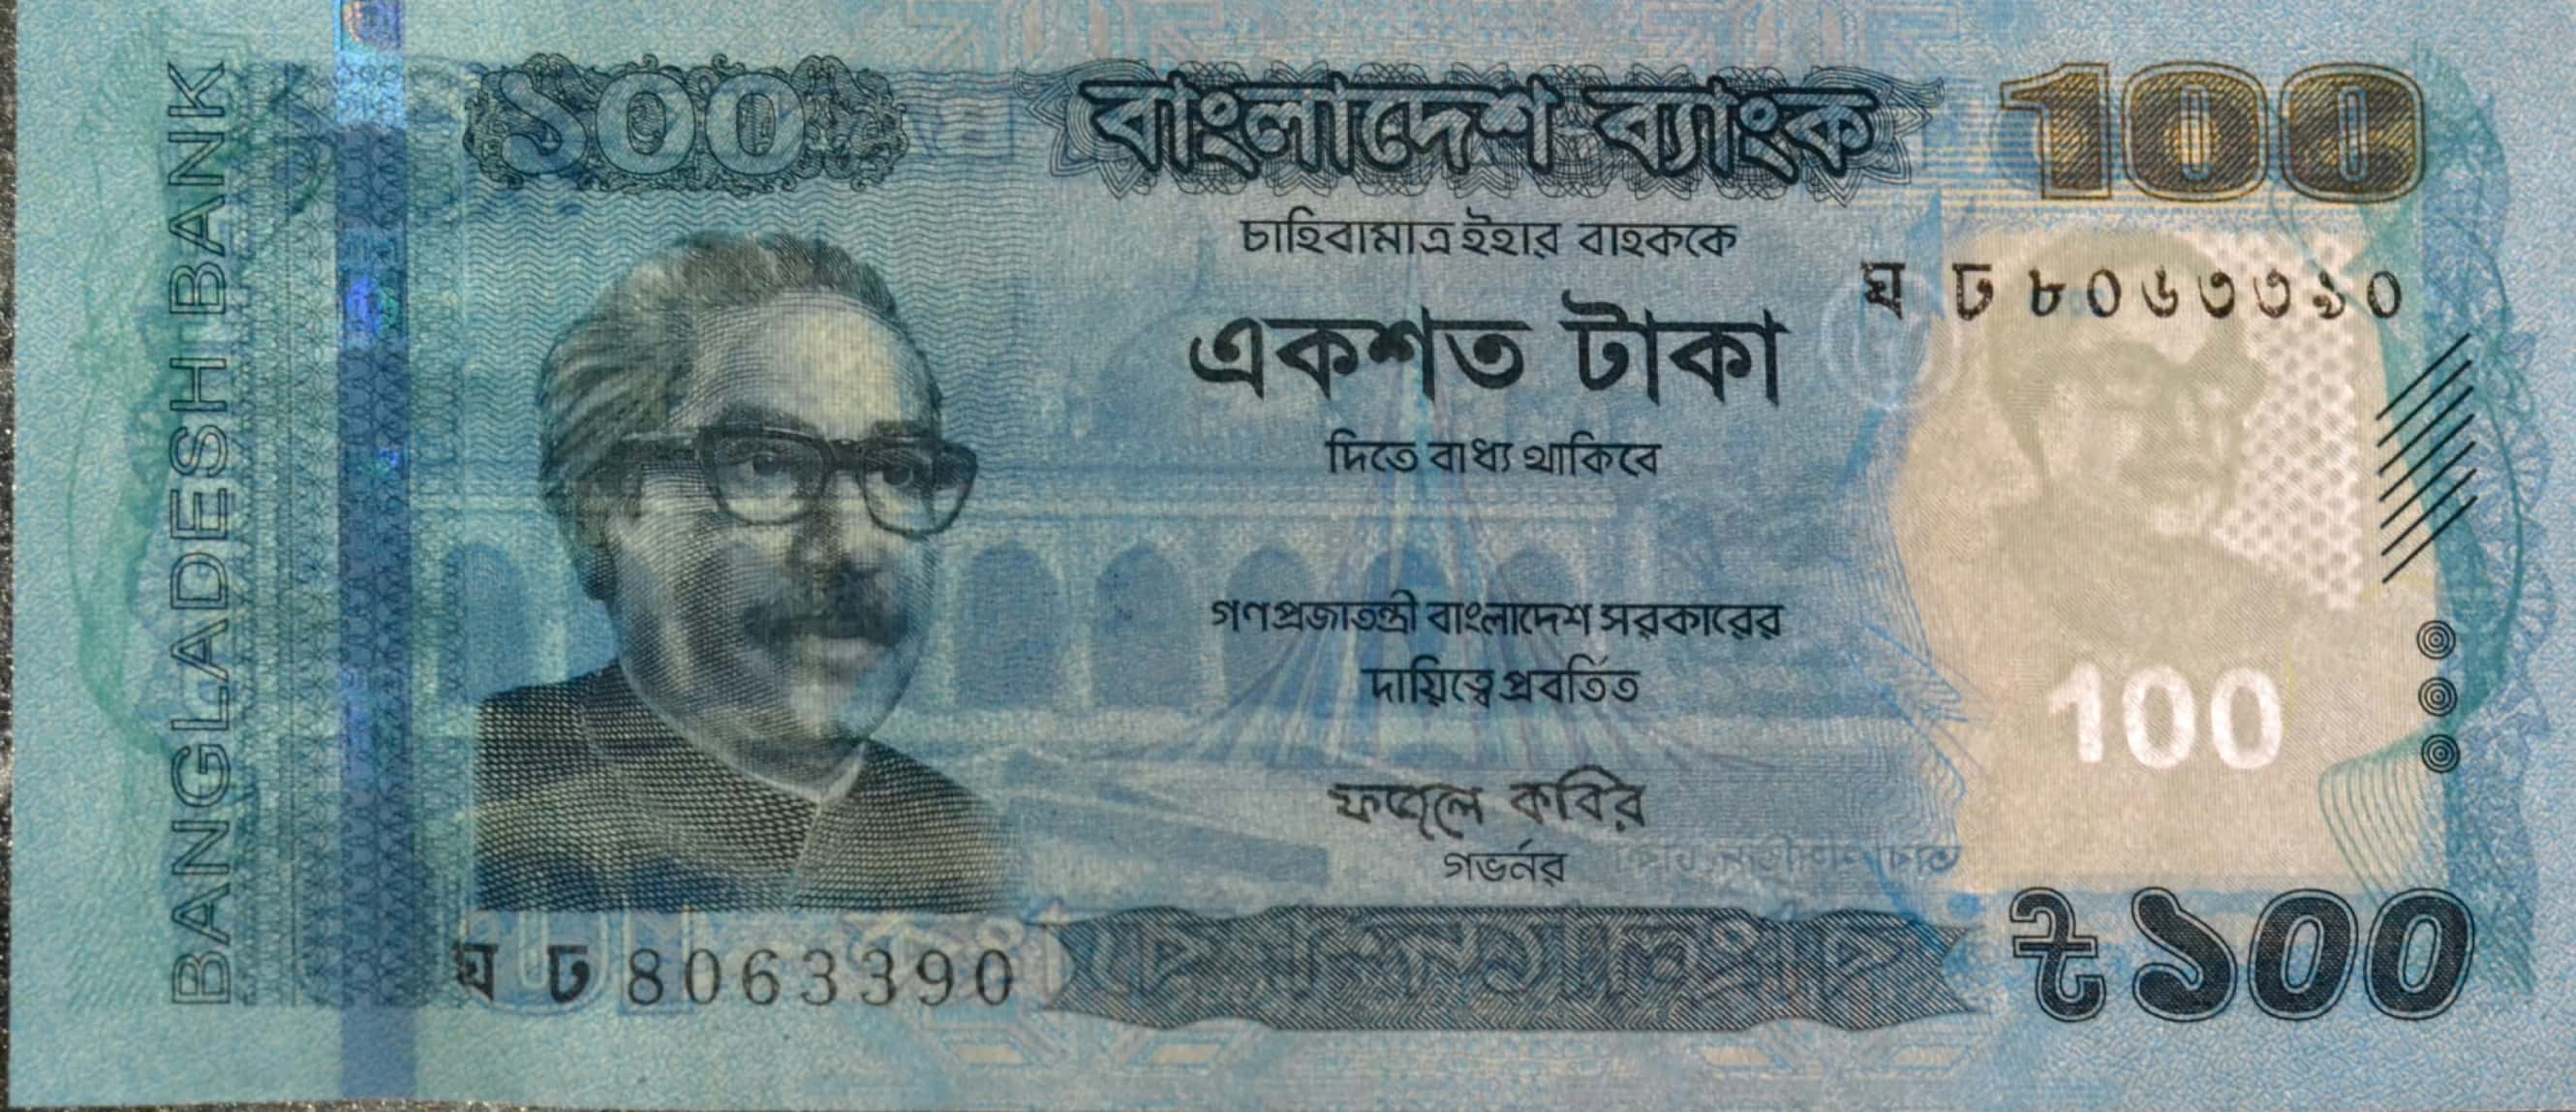 BANGLADESH BANK
১০০
বাংলাদেশ ব্যাংক
100
চাহিবামাত্র ইহার বাহককে
ঘ ঢ ৮০৬৩৩৯০
একশত টাকা
দিতে বাধ্য থাকিবে
গণপ্রজাতন্ত্রী বাংলাদেশ সরকারের
দায়িত্বে প্রবর্তিত
100
ফজলে কবির
গভর্নর
ঘ ঢ 8063390
৳১০০